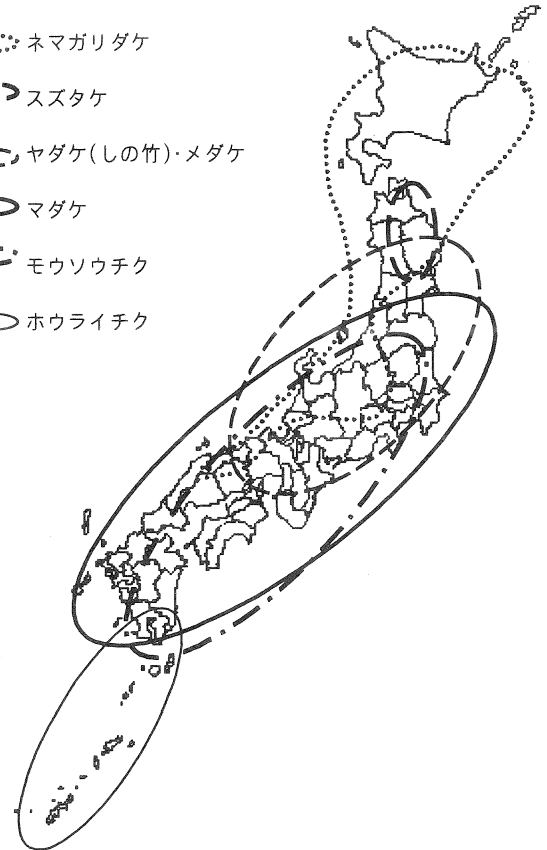 ネマガリダケ
スズタケ
ヤダケ(しの竹)･メダケ
マダケ
モウソウチク
ホウライチク